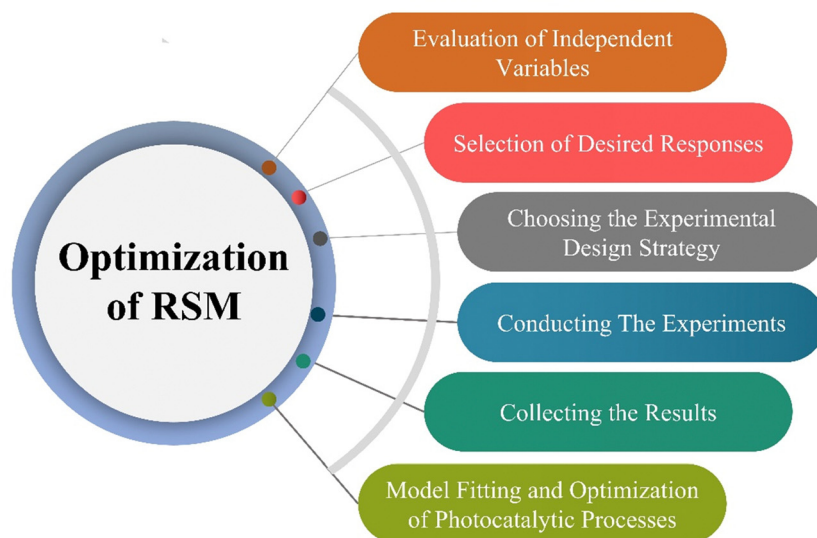 Evaluation of Independent
Variables
Selection of Desired Responses
Choosing the Experimental
Design Strategy
Optimization
of RSM
Conducting The Experiments
Collecting the Results
Model Fitting and Optimization
of Photocatalytic Processes